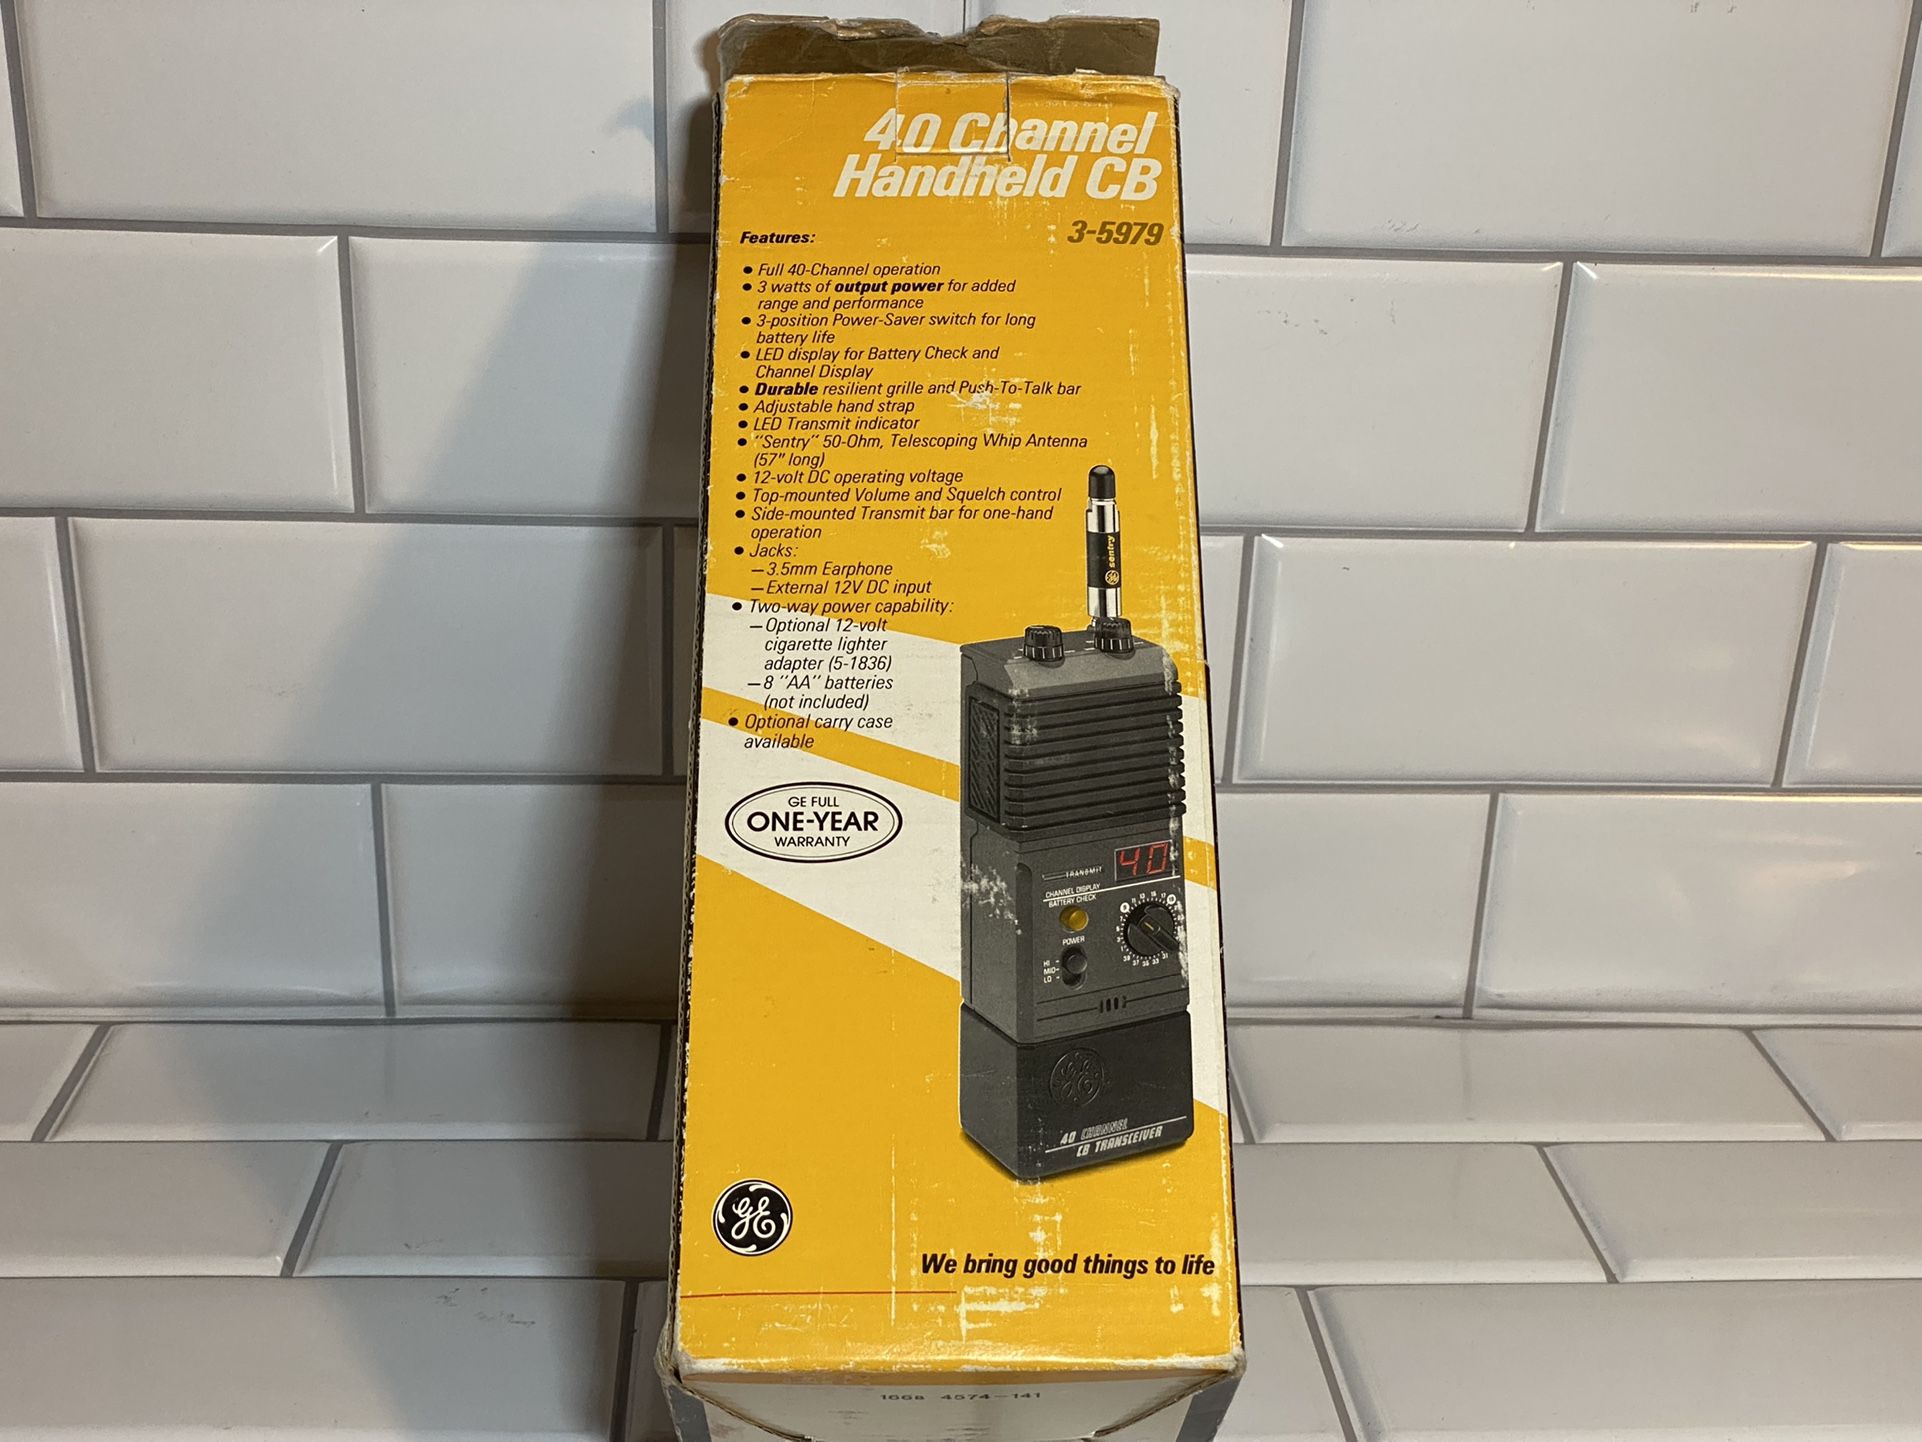 40 Channel
Handheld CB
3-5979
Features:
● Full 40-Channel operation
● 3 watts of output power for added
range and performance
● 3-position Power-Saver switch for long
battery life
● LED display for Battery Check and
Channel Display
● Durable resilient grille and Push-To-Talk bar
● Adjustable hand strap
● LED Transmit indicator
● "Sentry" 50-Ohm, Telescoping Whip Antenna
(57" long)
● 12-volt DC operating voltage
● Top-mounted Volume and Squelch control
● Side-mounted Transmit bar for one-hand
operation
● Jacks:
—3.5mm Earphone
—External 12V DC input
● Two-way power capability:
—Optional 12-volt
cigarette lighter
adapter (5-1836)
—8 "AA" batteries
(not included)
● Optional carry case
available
GE sentry
GE FULL
ONE-YEAR
WARRANTY
TRANSMIT
40
CHANNEL DISPLAY
BATTERY CHECK
POWER
HI
MID
LO
GE
40 CHANNEL
CB TRANSCEIVER
GE
We bring good things to life
166B 4574-141